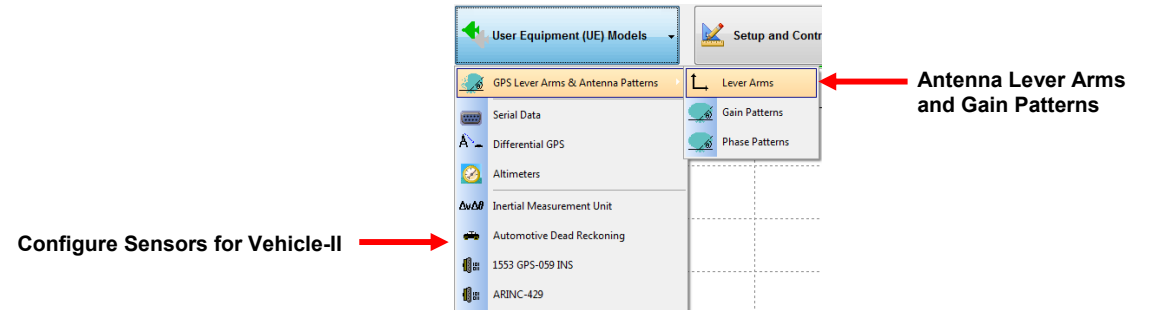 User Equipment (UE) Models
Setup and Contr
GPS Lever Arms & Antenna Patterns
Lever Arms
Antenna Lever Arms
and Gain Patterns
Serial Data
Gain Patterns
Differential GPS
Phase Patterns
Altimeters
ΔvΔθ Inertial Measurement Unit
Configure Sensors for Vehicle-II
Automotive Dead Reckoning
1553 GPS-059 INS
ARINC-429